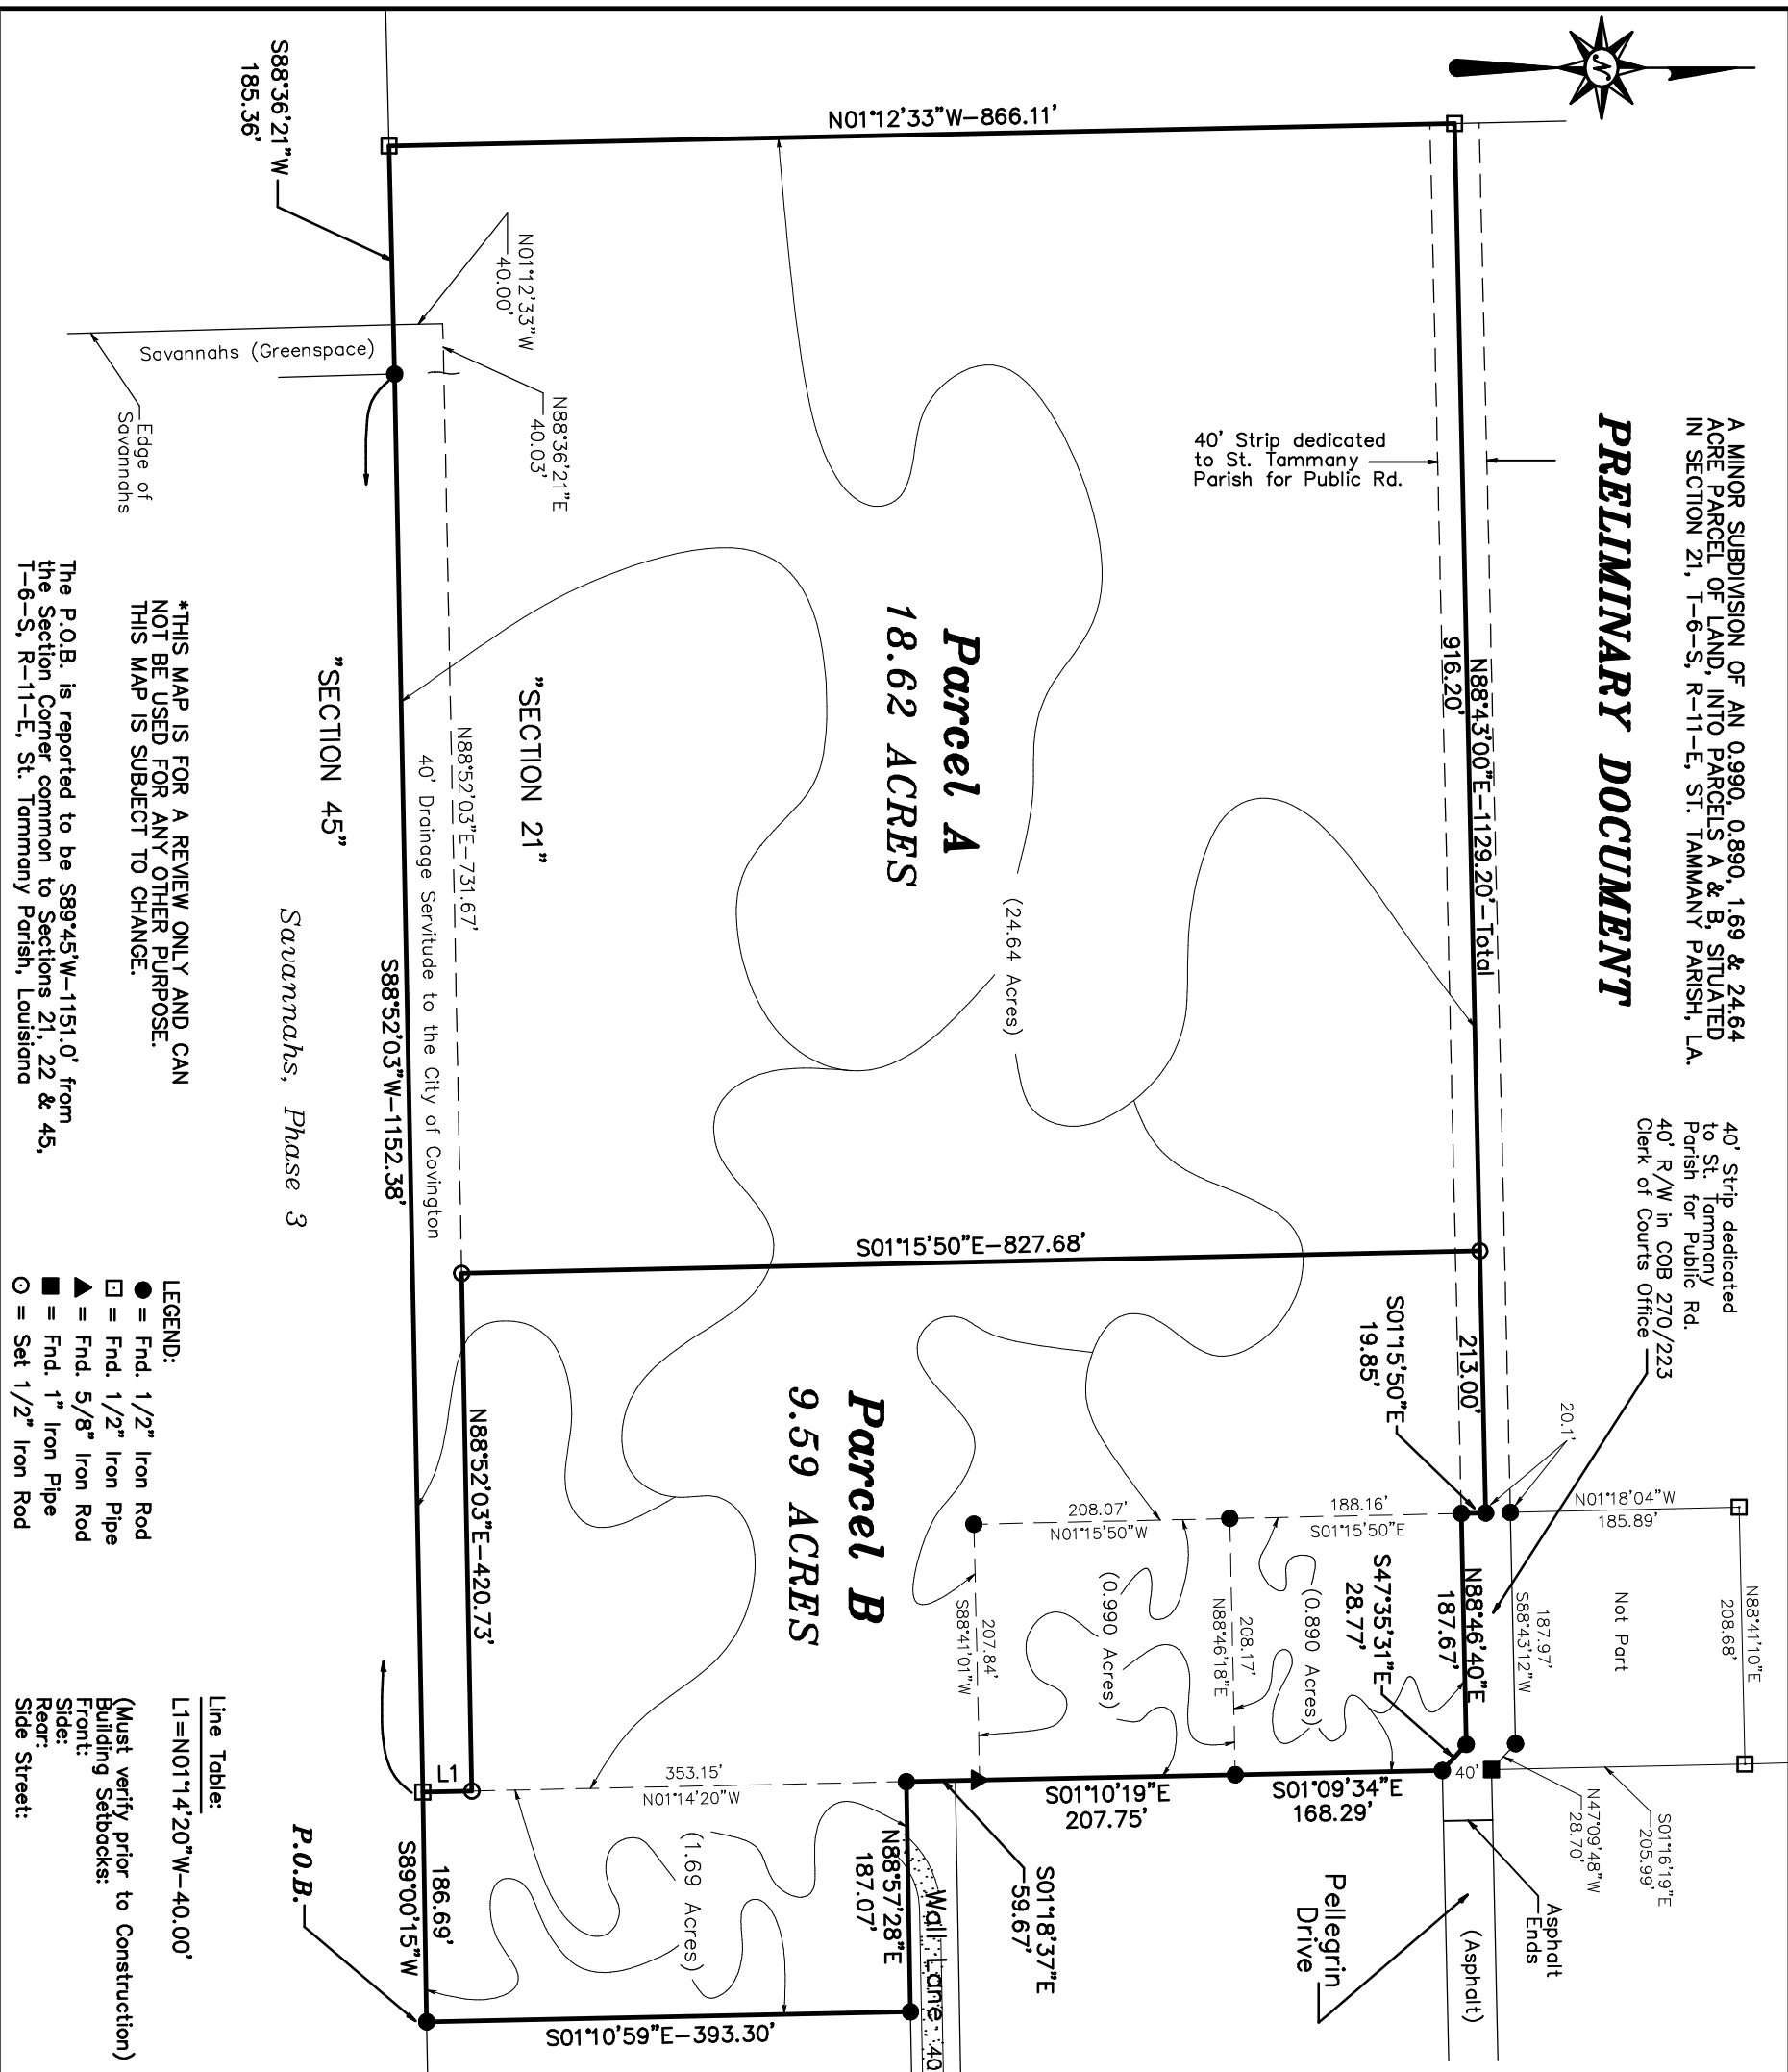 A MINOR SUBDIVISION OF AN 0.990, 0.890, 1.69 & 24.64
ACRE PARCEL OF LAND, INTO PARCELS A & B, SITUATED
IN SECTION 21, T-6-S, R-11-E, ST. TAMMANY PARISH, LA.
PRELIMINARY DOCUMENT
N
40' Strip dedicated
to St. Tammany
Parish for Public Rd.
40' R/W in COB 270/223
Clerk of Courts Office
N88°41'10"E
208.68'
N01°18'04"W
185.89'
Not Part
20.1'
187.97'
S88°43'12"W
S01°16'19"E
205.99'
N47°09'48"W
28.70'
Asphalt
Ends
(Asphalt)
Pellegrin
Drive
40'
N88°43'00"E-1129.20'-Total
916.20'
213.00'
40' Strip dedicated
to St. Tammany
Parish for Public Rd.
S01°15'50"E
19.85'
N88°46'40"E
187.67'
S47°35'31"E
28.77'
188.16'
S01°15'50"E
(0.890 Acres)
S01°09'34"E
168.29'
208.17'
N88°46'18"E
208.07'
N01°15'50"W
(0.990 Acres)
S01°10'19"E
207.75'
207.84'
S88°41'01"W
S01°18'37"E
59.67'
Wall Lane - 40
N88°57'28"E
187.07'
N01°12'33"W-866.11'
(24.64 Acres)
Parcel A
18.62 ACRES
S01°15'50"E-827.68'
Parcel B
9.59 ACRES
353.15'
N01°14'20"W
(1.69 Acres)
S01°10'59"E-393.30'
N88°52'03"E-420.73'
L1
186.69'
S89°00'15"W
P.O.B.
N01°12'33"W
40.00'
N88°36'21"E
40.03'
"SECTION 21"
N88°52'03"E-731.67'
40' Drainage Servitude to the City of Covington
S88°52'03"W-1152.38'
S88°36'21"W
185.36'
Savannahs (Greenspace)
Edge of
Savannahs
"SECTION 45"
Savannahs, Phase 3
*THIS MAP IS FOR A REVIEW ONLY AND CAN
NOT BE USED FOR ANY OTHER PURPOSE.
THIS MAP IS SUBJECT TO CHANGE.
The P.O.B. is reported to be S89°45'W-1151.0' from
the Section Corner common to Sections 21, 22 & 45,
T-6-S, R-11-E, St. Tammany Parish, Louisiana
LEGEND:
= Fnd. 1/2" Iron Rod
= Fnd. 1/2" Iron Pipe
= Fnd. 5/8" Iron Rod
= Fnd. 1" Iron Pipe
= Set 1/2" Iron Rod
Line Table:
L1=N01°14'20"W-40.00'
(Must verify prior to Construction)
Building Setbacks:
Front:
Side:
Rear:
Side Street: